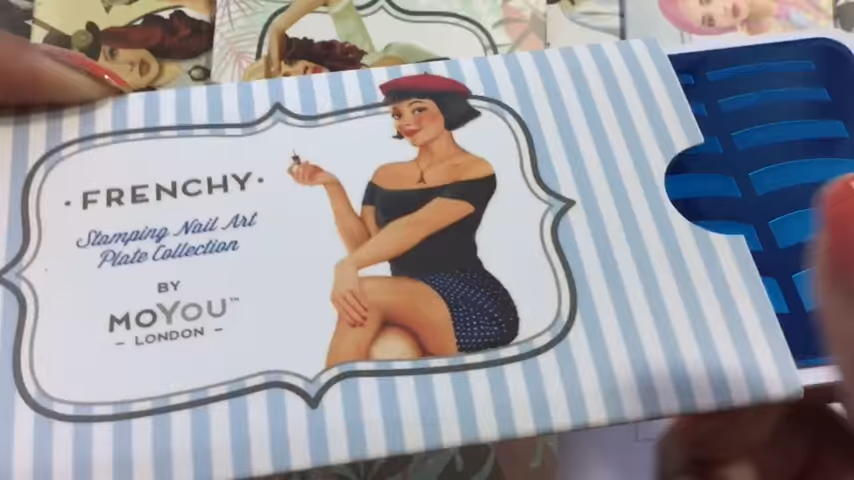 ·FRENCHY·
Stamping Nail Art
Plate Collection
BY
MOYOU™
- LONDON -